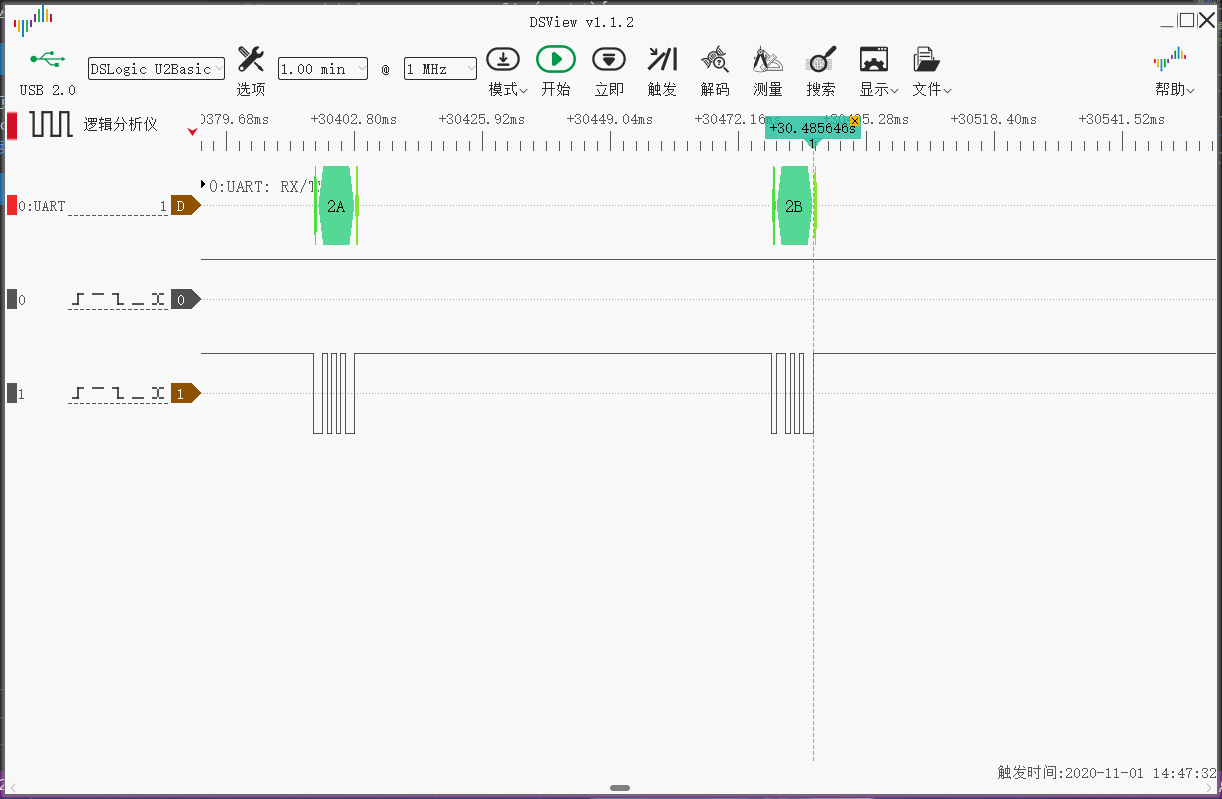 DSView v1.1.2
USB 2.0
DSLogic U2Basic
选项
1.00 min
@
1 MHz
模式
开始
立即
触发
解码
测量
搜索
显示
文件
帮助
逻辑分析仪
0379.68ms +30402.80ms +30425.92ms +30449.04ms +30472.16ms 5.28ms +30518.40ms +30541.52ms
+30.485646s
1
0:UART: RX/T
0:UART 1 D
2A
2B
0 0
1 1
触发时间:2020-11-01 14:47:32